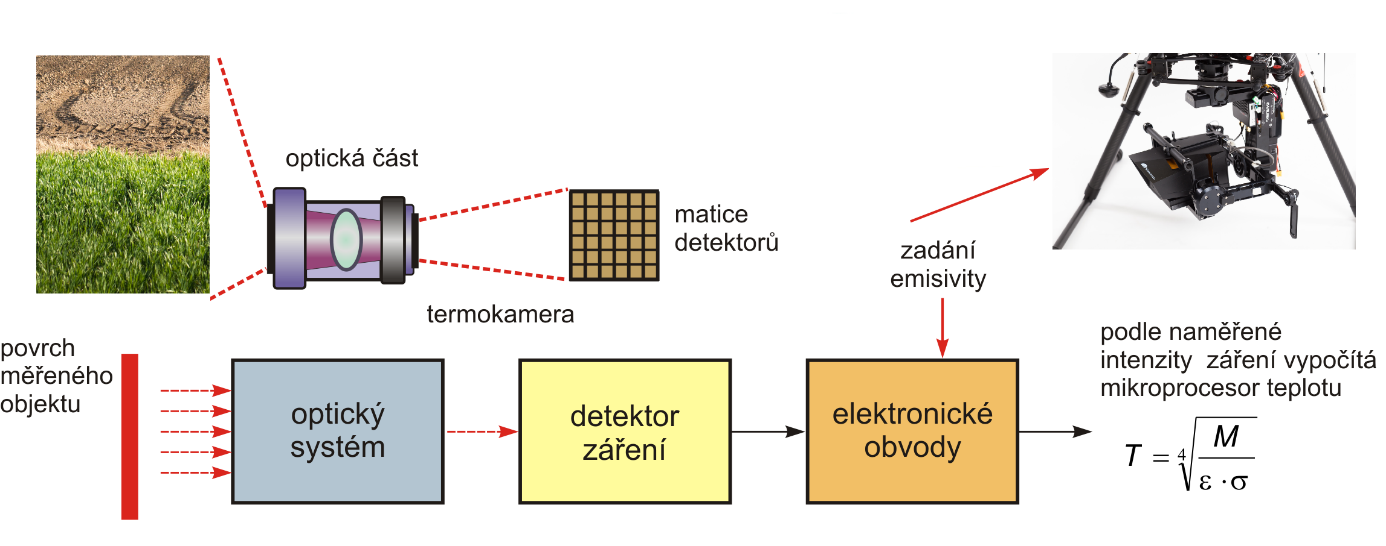 optická část
matice
detektorů
zadání
emisivity
termokamera
povrch
měřeného
objektu
optický
systém
detektor
záření
elektronické
obvody
podle naměřené
intenzity záření vypočítá
mikroprocesor teplotu
T = ⁴√(M / (ε · σ))